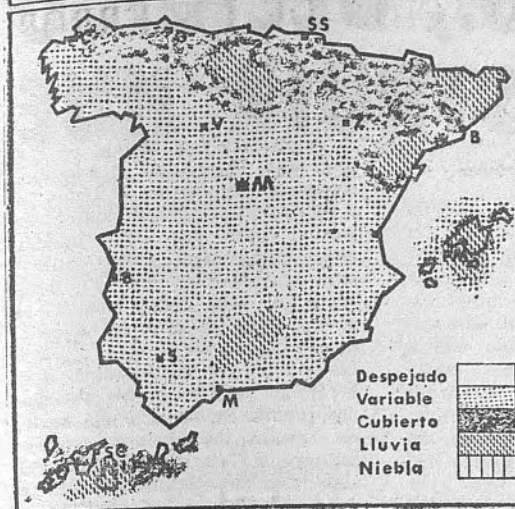 SS
V
Z
B
M
B
S
M
Despejado
Variable
Cubierto
Lluvia
Niebla